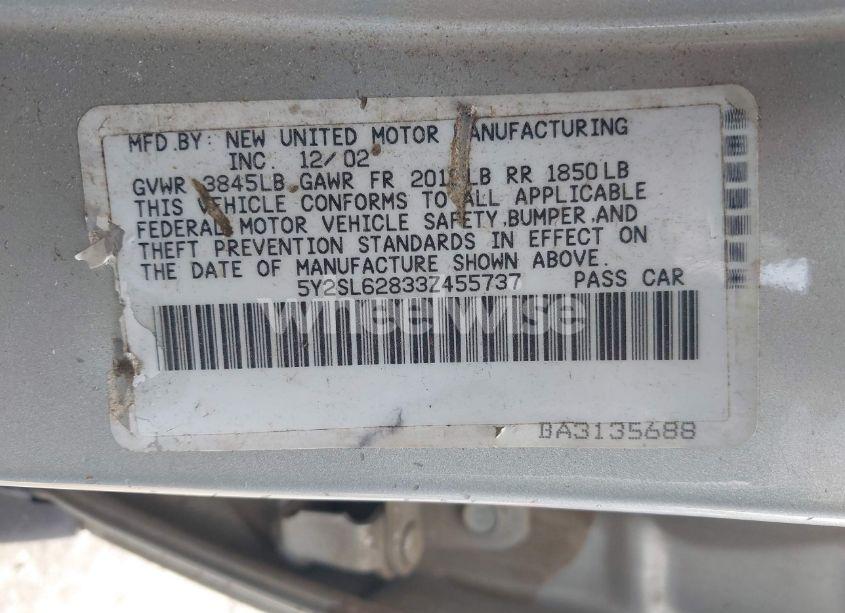 MFD.BY: NEW UNITED MOTOR MANUFACTURING
INC. 12/02
GVWR 3845LB GAWR FR LB RR 1850LB
THIS VEHICLE CONFORMS TO ALL APPLICABLE
FEDERAL MOTOR VEHICLE SAFETY,BUMPER,AND
THEFT PREVENTION STANDARDS IN EFFECT ON
THE DATE OF MANUFACTURE SHOWN ABOVE.
5Y2SL62833Z455737 PASS CAR
wheelwise
BA3135688